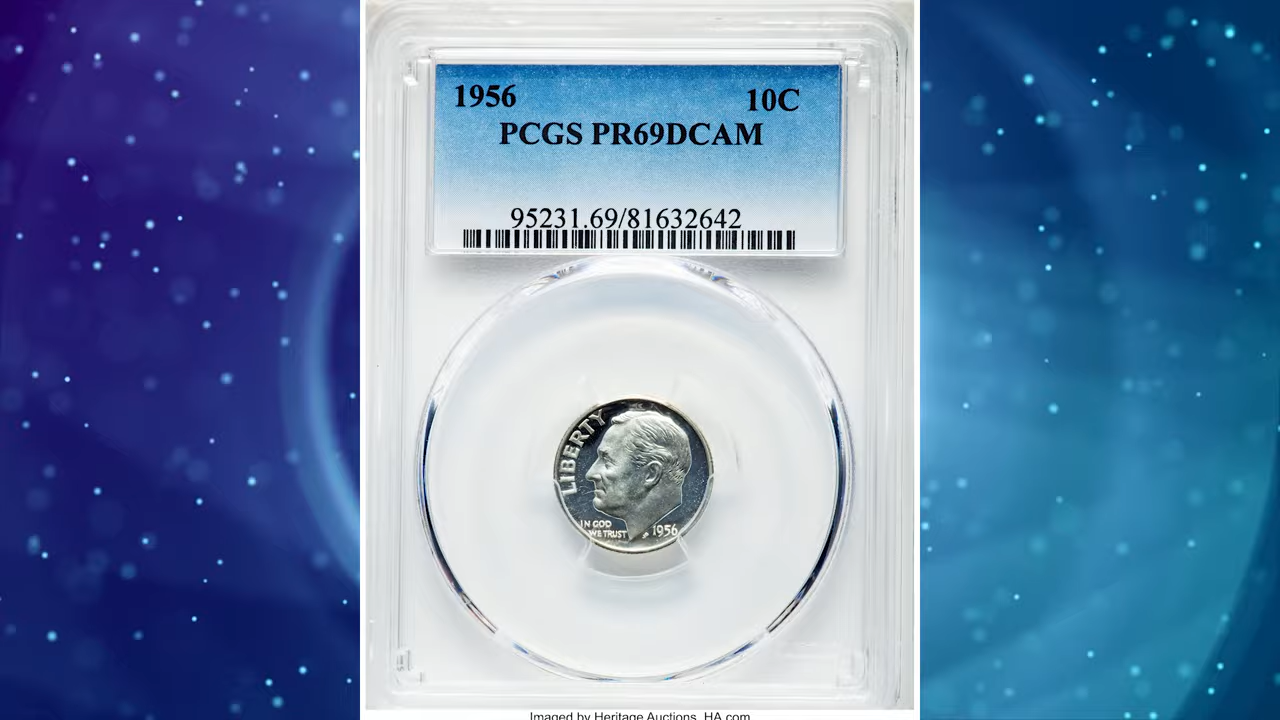 1956 10C
PCGS PR69DCAM
95231.69/81632642
LIBERTY
IN GOD
WE TRUST
1956
Imaged by Heritage Auctions, HA.com